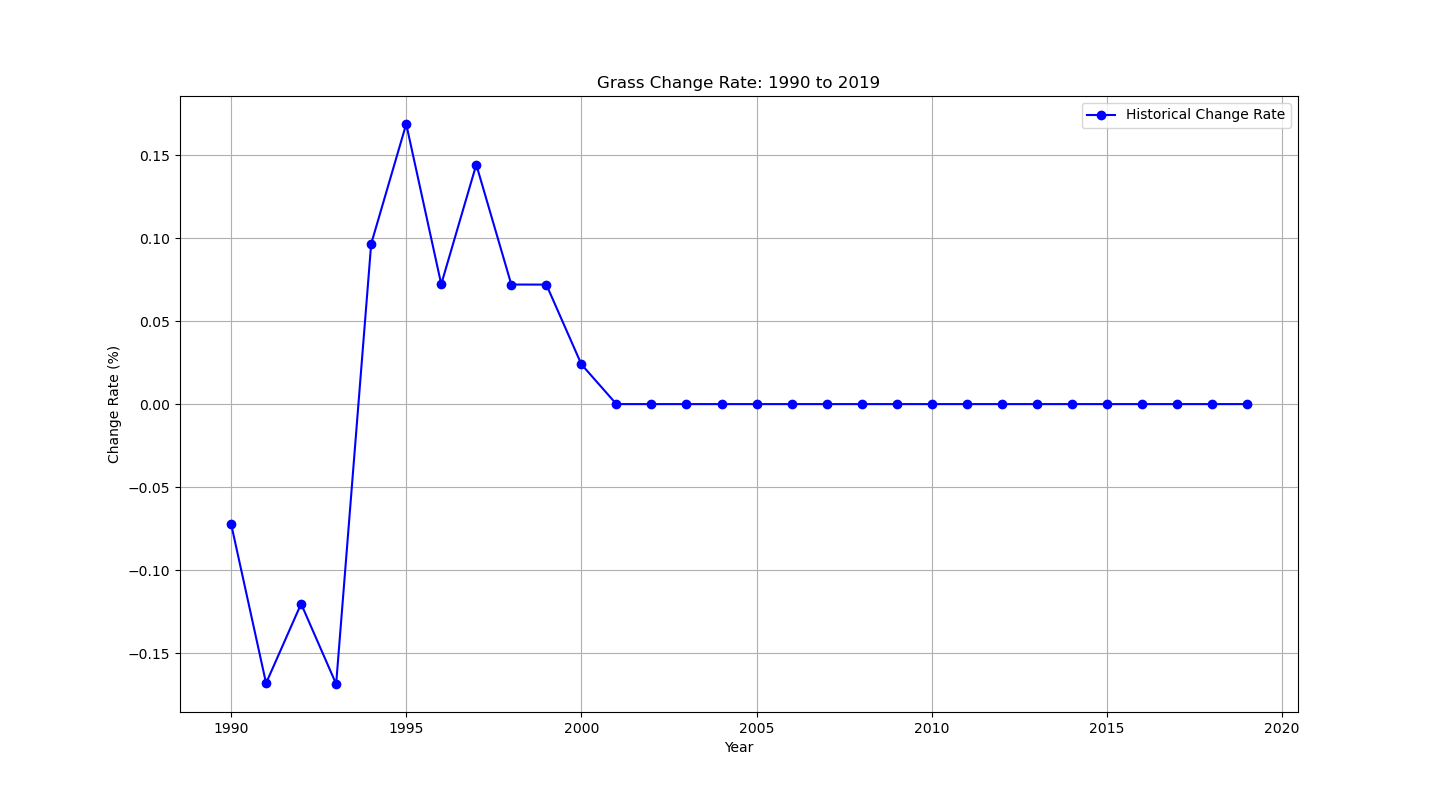 Grass Change Rate: 1990 to 2019
Historical Change Rate
0.15
0.10
0.05
0.00
−0.05
−0.10
−0.15
Change Rate (%)
1990 1995 2000 2005 2010 2015 2020
Year